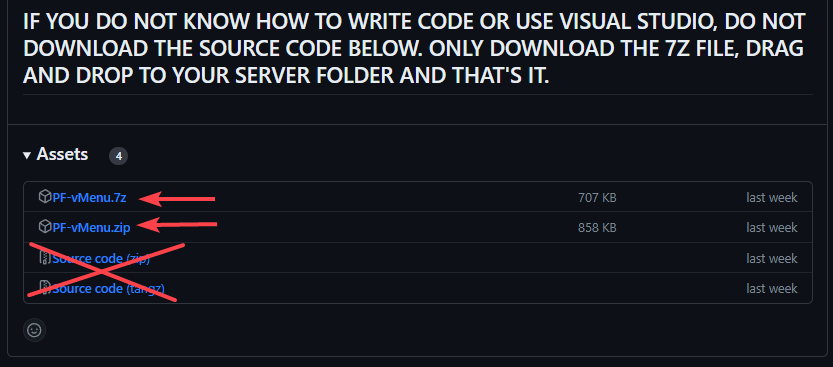 IF YOU DO NOT KNOW HOW TO WRITE CODE OR USE VISUAL STUDIO, DO NOT
DOWNLOAD THE SOURCE CODE BELOW. ONLY DOWNLOAD THE 7Z FILE, DRAG
AND DROP TO YOUR SERVER FOLDER AND THAT'S IT.
Assets 4
PF-vMenu.7z 707 KB last week
PF-vMenu.zip 858 KB last week
Source code (zip) last week
Source code (tar.gz) last week